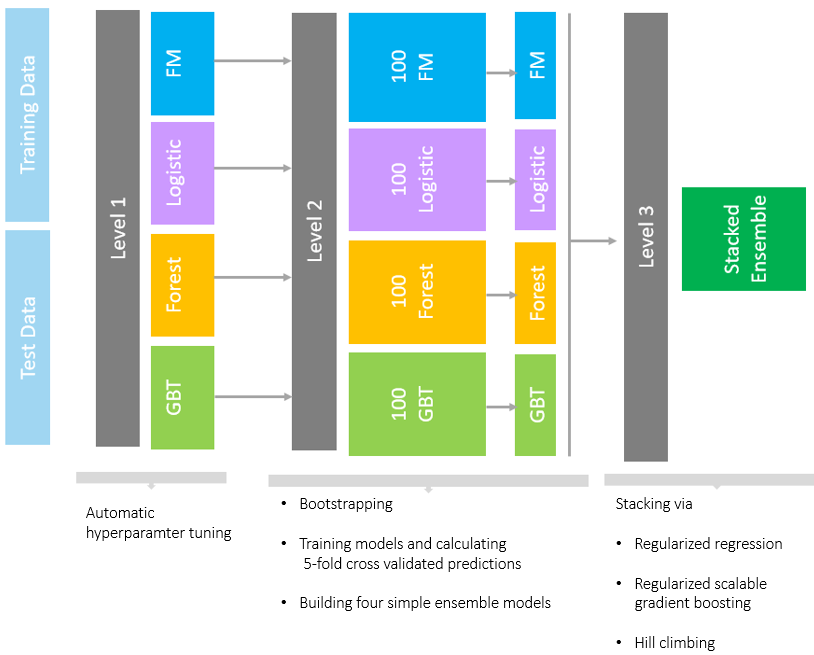 Training Data
Test Data
Level 1
FM
Logistic
Forest
GBT
Level 2
100
FM
100
Logistic
100
Forest
100
GBT
FM
Logistic
Forest
GBT
Level 3
Stacked
Ensemble
Automatic
hyperparamter tuning
• Bootstrapping
• Training models and calculating
5-fold cross validated predictions
• Building four simple ensemble models
Stacking via
• Regularized regression
• Regularized scalable
gradient boosting
• Hill climbing